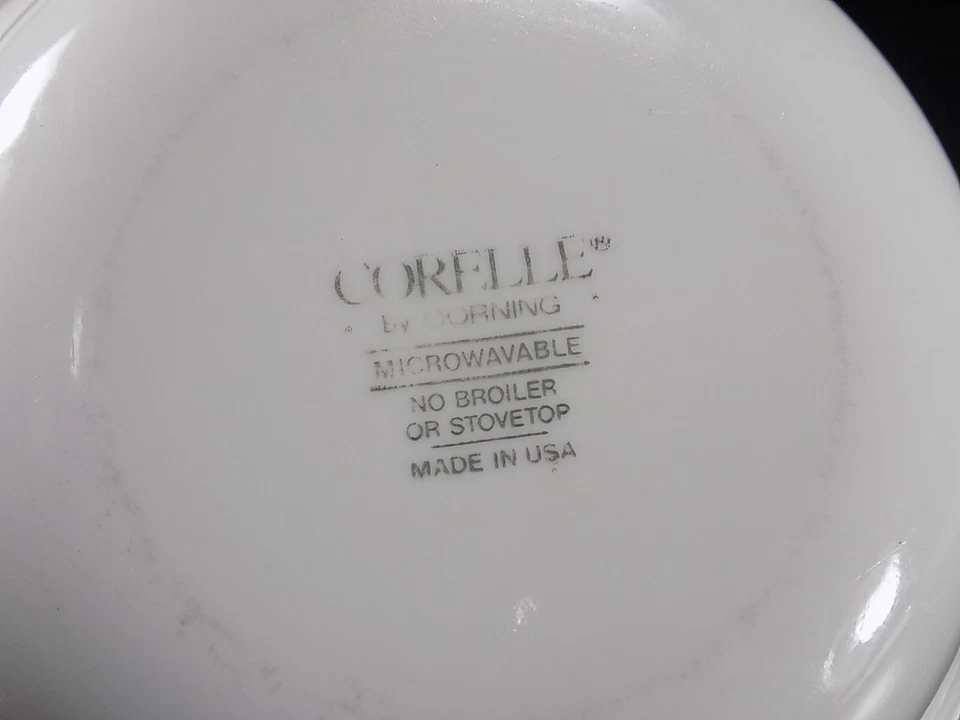 CORELLE®
by CORNING
MICROWAVABLE
NO BROILER
OR STOVETOP
MADE IN USA